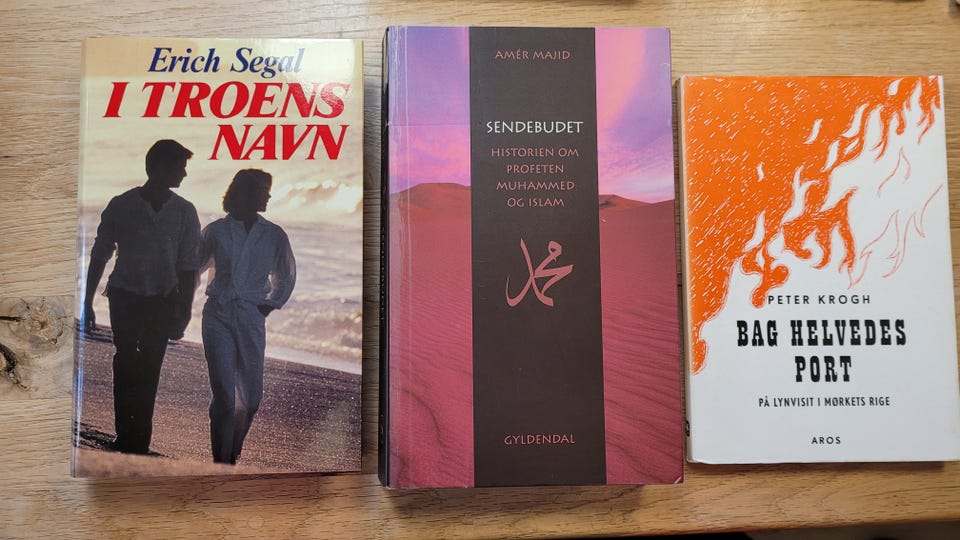 Erich Segal
I TROENS
NAVN
AMÉR MAJID
SENDEBUDET
HISTORIEN OM
PROFETEN
MUHAMMED
OG ISLAM
محمد
GYLDENDAL
PETER KROGH
BAG HELVEDES
PORT
PÅ LYNVISIT I MØRKETS RIGE
AROS